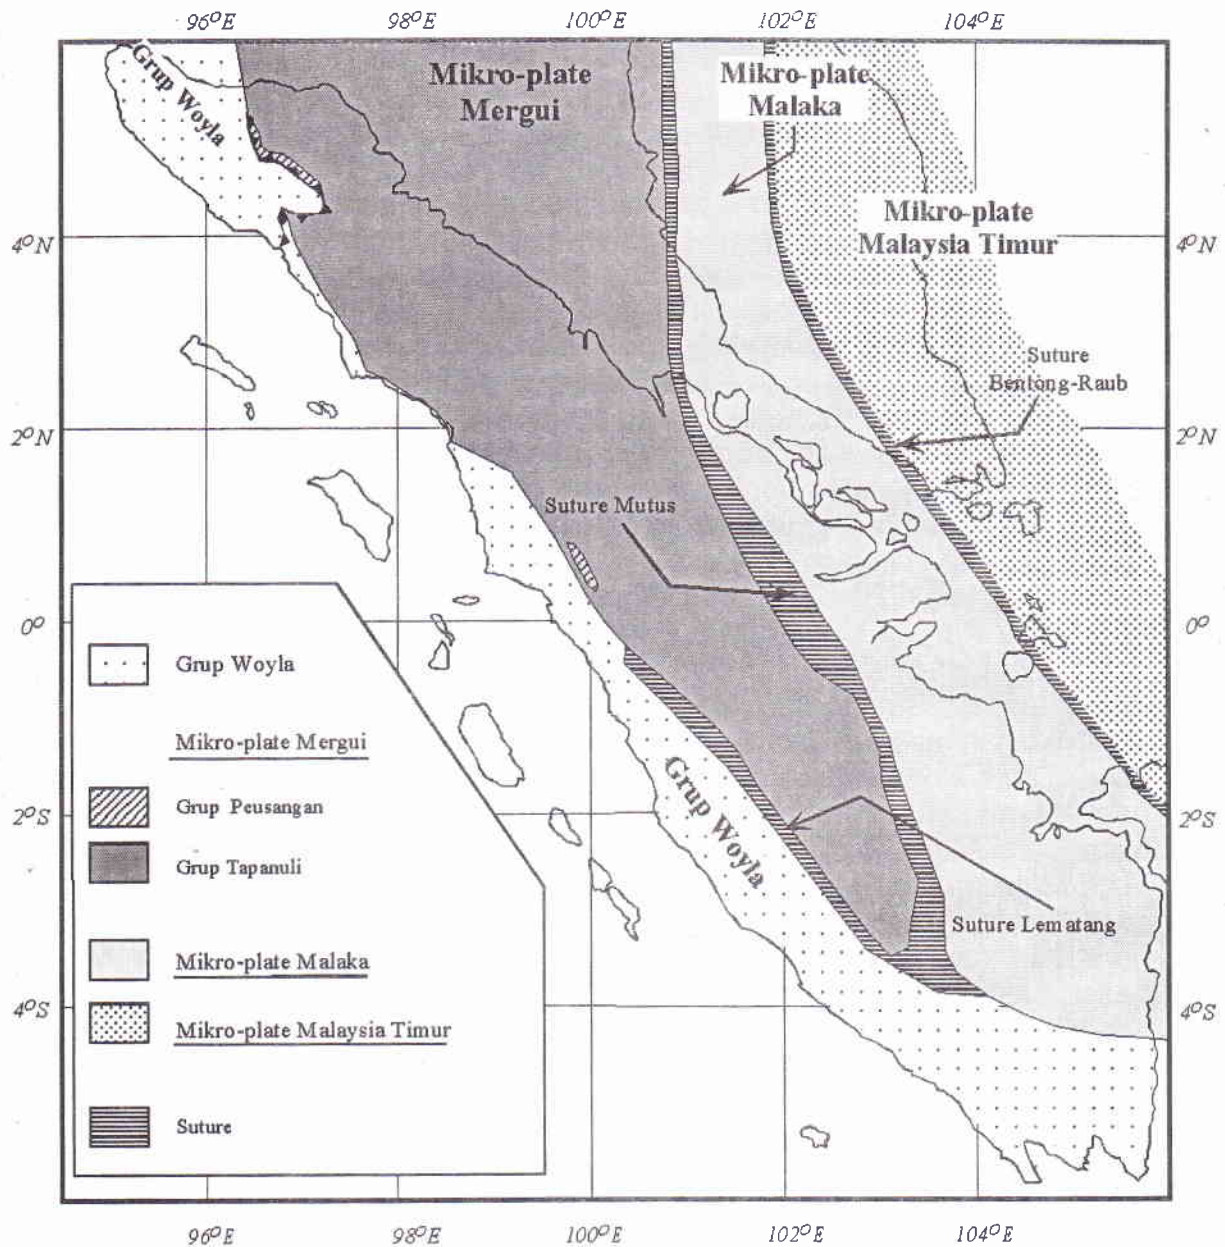 96°E 98°E 100°E 102°E 104°E
Grup Woyla
Mikro-plate
Mergui
Mikro-plate
Malaka
Mikro-plate
Malaysia Timur
4°N 4°N
Suture
Bentong-Raub
2°N 2°N
Suture Mutus
0° 0°
Grup Woyla
2°S 2°S
Suture Lematang
4°S 4°S
Grup Woyla
Mikro-plate Mergui
Grup Peusangan
Grup Tapanuli
Mikro-plate Malaka
Mikro-plate Malaysia Timur
Suture
96°E 98°E 100°E 102°E 104°E